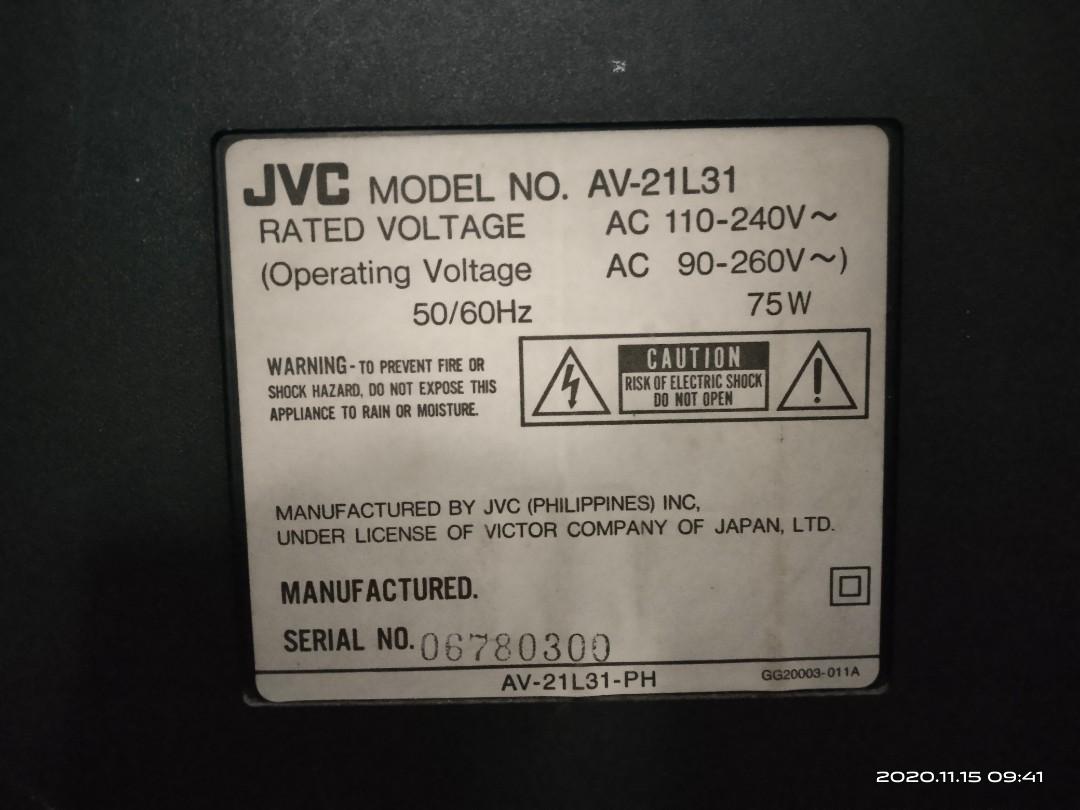 JVC MODEL NO. AV-21L31
RATED VOLTAGE AC 110-240V~
(Operating Voltage AC 90-260V~)
50/60Hz 75W
WARNING-TO PREVENT FIRE OR
SHOCK HAZARD, DO NOT EXPOSE THIS
APPLIANCE TO RAIN OR MOISTURE.
CAUTION
RISK OF ELECTRIC SHOCK
DO NOT OPEN
MANUFACTURED BY JVC (PHILIPPINES) INC,
UNDER LICENSE OF VICTOR COMPANY OF JAPAN, LTD.
MANUFACTURED.
SERIAL NO. 06780300
AV-21L31-PH
GG20003-011A
2020.11.15 09:41